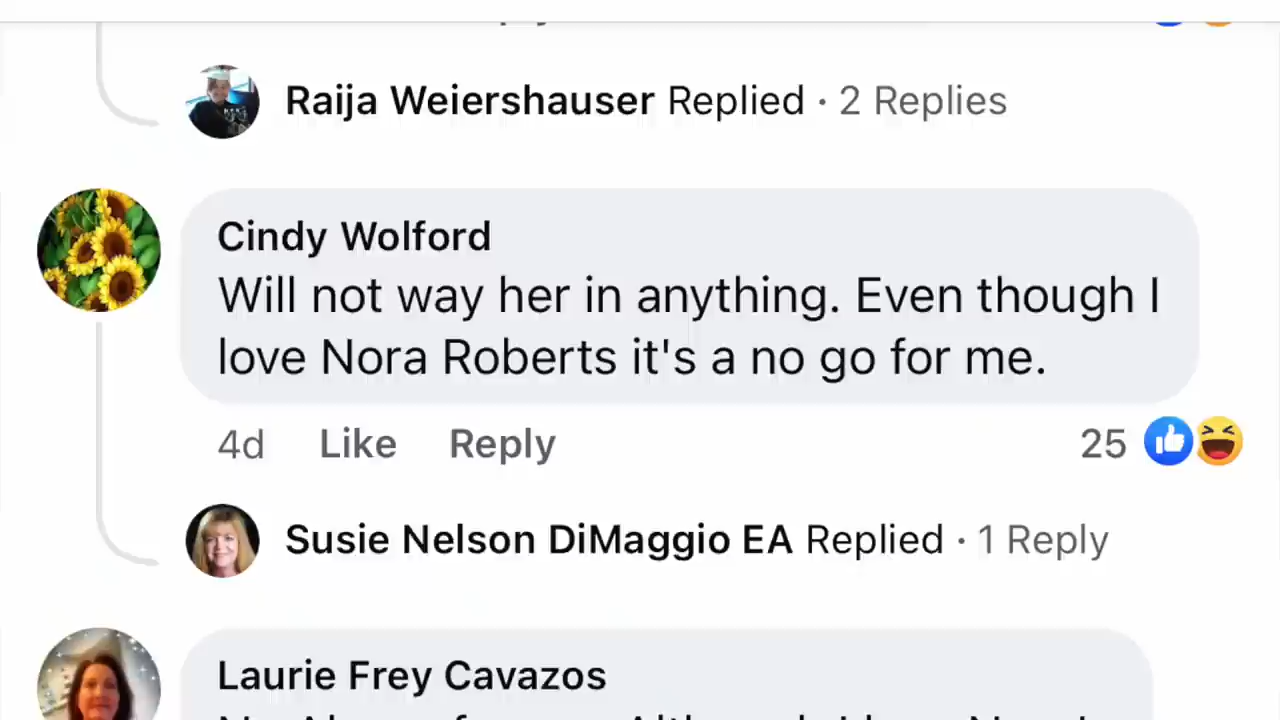 Raija Weiershauser Replied · 2 Replies
Cindy Wolford
Will not way her in anything. Even though I
love Nora Roberts it's a no go for me.
4d Like Reply 25
Susie Nelson DiMaggio EA Replied · 1 Reply
Laurie Frey Cavazos